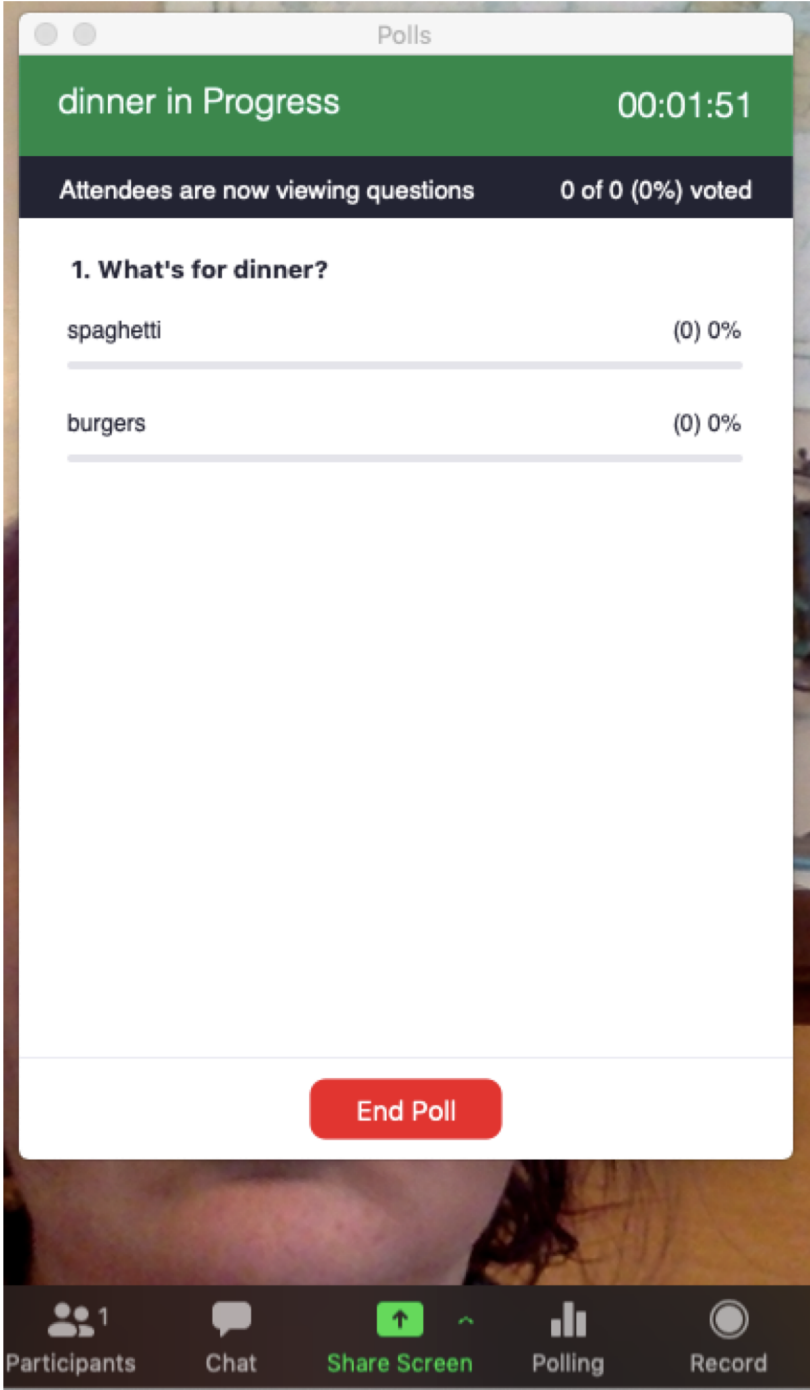 Polls
dinner in Progress 00:01:51
Attendees are now viewing questions 0 of 0 (0%) voted
1. What's for dinner?
spaghetti (0) 0%
burgers (0) 0%
End Poll
1
Participants Chat Share Screen Polling Record